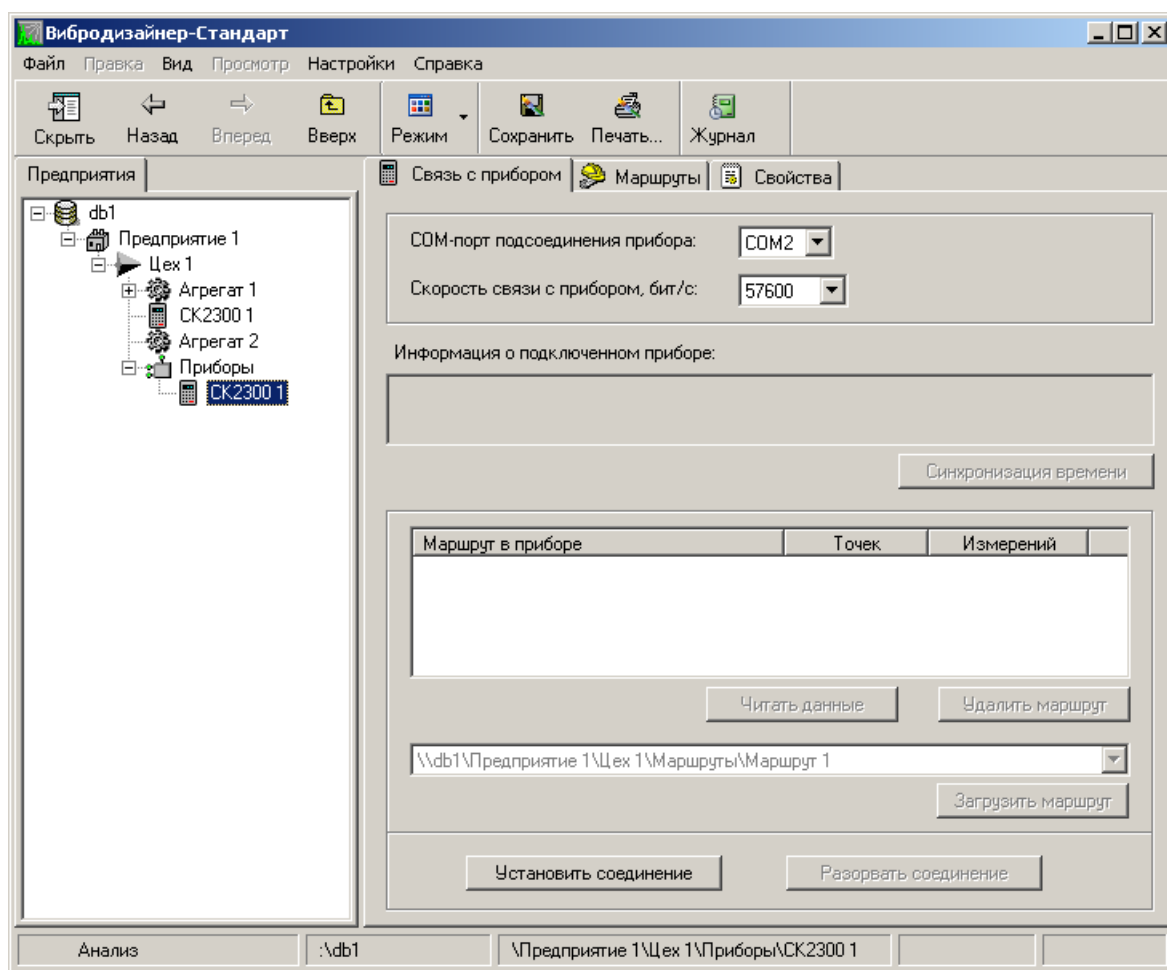 Вибродизайнер-Стандарт
Файл Правка Вид Просмотр Настройки Справка
Скрыть Назад Вперед Вверх Режим Сохранить Печать... Журнал
Предприятия
Связь с прибором Маршруты Свойства
db1
Предприятие 1
Цех 1
Агрегат 1
СК2300 1
Агрегат 2
Приборы
СК2300 1
COM-порт подсоединения прибора: COM2
Скорость связи с прибором, бит/с: 57600
Информация о подключенном приборе:
Синхронизация времени
Маршрут в приборе Точек Измерений
Читать данные Удалить маршрут
\\db1\Предприятие 1\Цех 1\Маршруты\Маршрут 1
Загрузить маршрут
Установить соединение Разорвать соединение
Анализ :\db1 \Предприятие 1\Цех 1\Приборы\СК2300 1